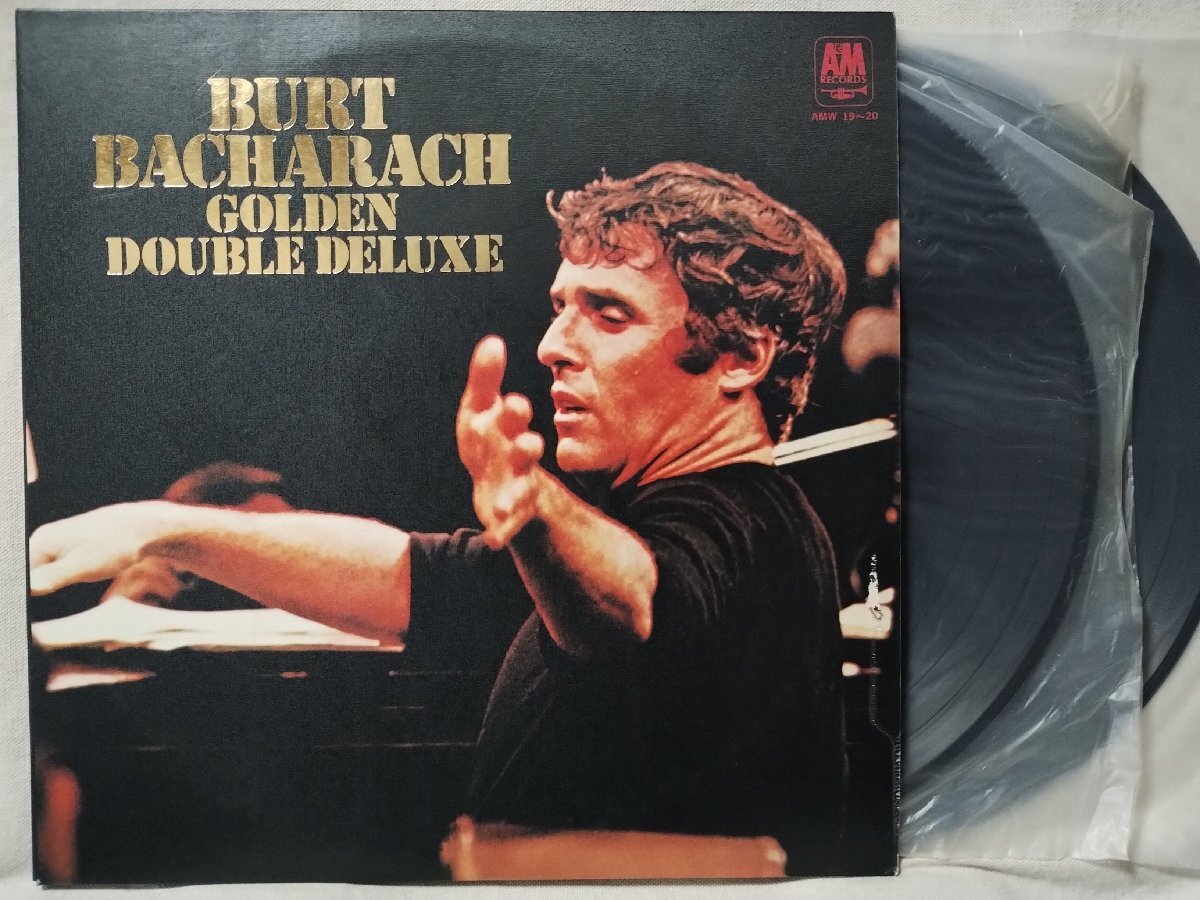 BURT
BACHARACH
GOLDEN
DOUBLE DELUXE
A&M
RECORDS
AMW 19~20